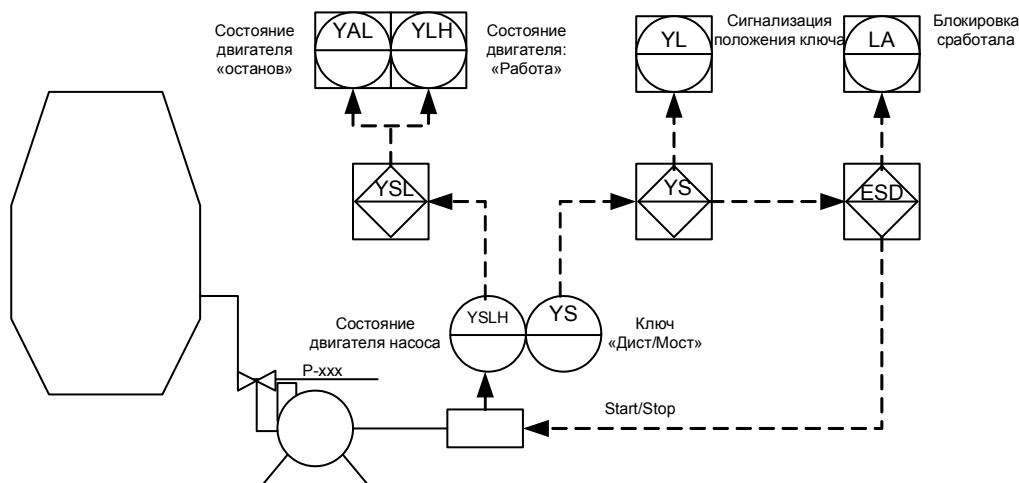 Состояние
двигателя
«останов»
YAL
YLH
Состояние
двигателя:
«Работа»
YL
Сигнализация
положения ключа
LA
Блокировка
сработала
YSL
YS
ESD
YSLH
YS
Состояние
двигателя насоса
Ключ
«Дист/Мост»
P-xxx
Start/Stop